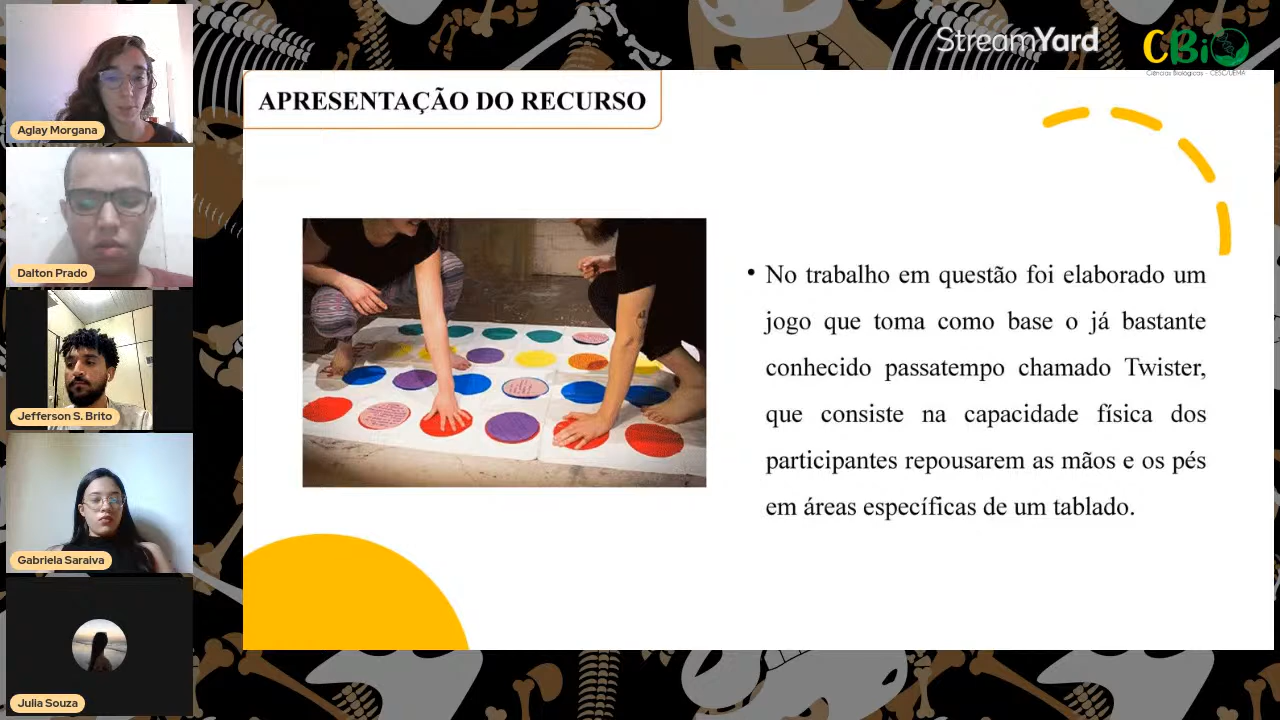 StreamYard
CBiO
Ciências Biológicas - CESC/UEMA
APRESENTAÇÃO DO RECURSO
Aglay Morgana
Dalton Prado
Jefferson S. Brito
Gabriela Saraiva
Julia Souza
• No trabalho em questão foi elaborado um
jogo que toma como base o já bastante
conhecido passatempo chamado Twister,
que consiste na capacidade física dos
participantes repousarem as mãos e os pés
em áreas específicas de um tablado.